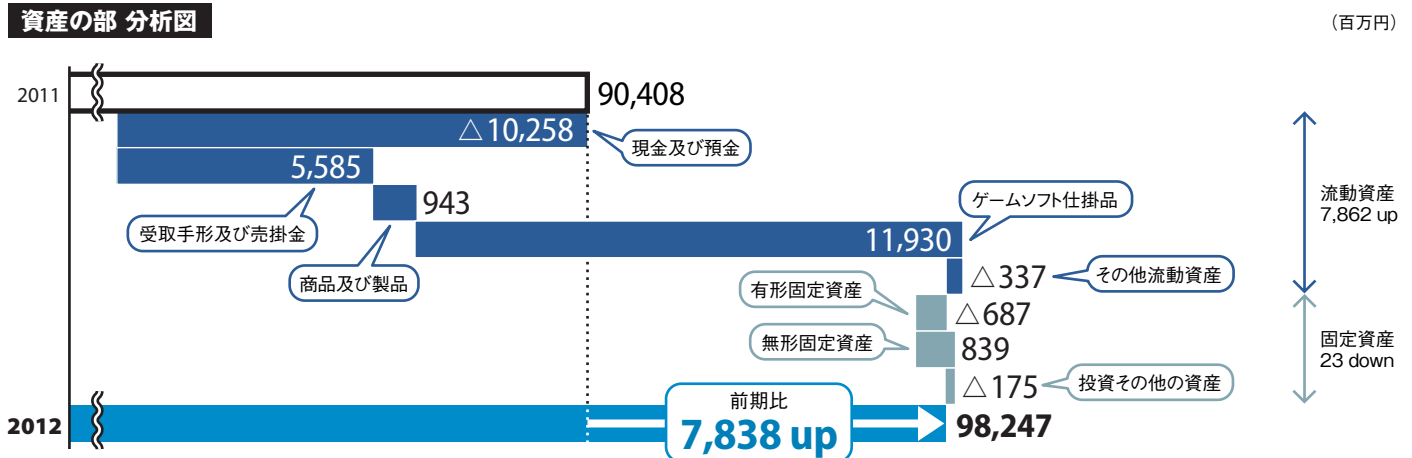 資産の部 分析図
（百万円）
2011
90,408
△10,258
現金及び預金
5,585
受取手形及び売掛金
943
商品及び製品
11,930
ゲームソフト仕掛品
△337
その他流動資産
流動資産
7,862 up
有形固定資産
△687
無形固定資産
839
△175
投資その他の資産
固定資産
23 down
2012
前期比
7,838 up
98,247